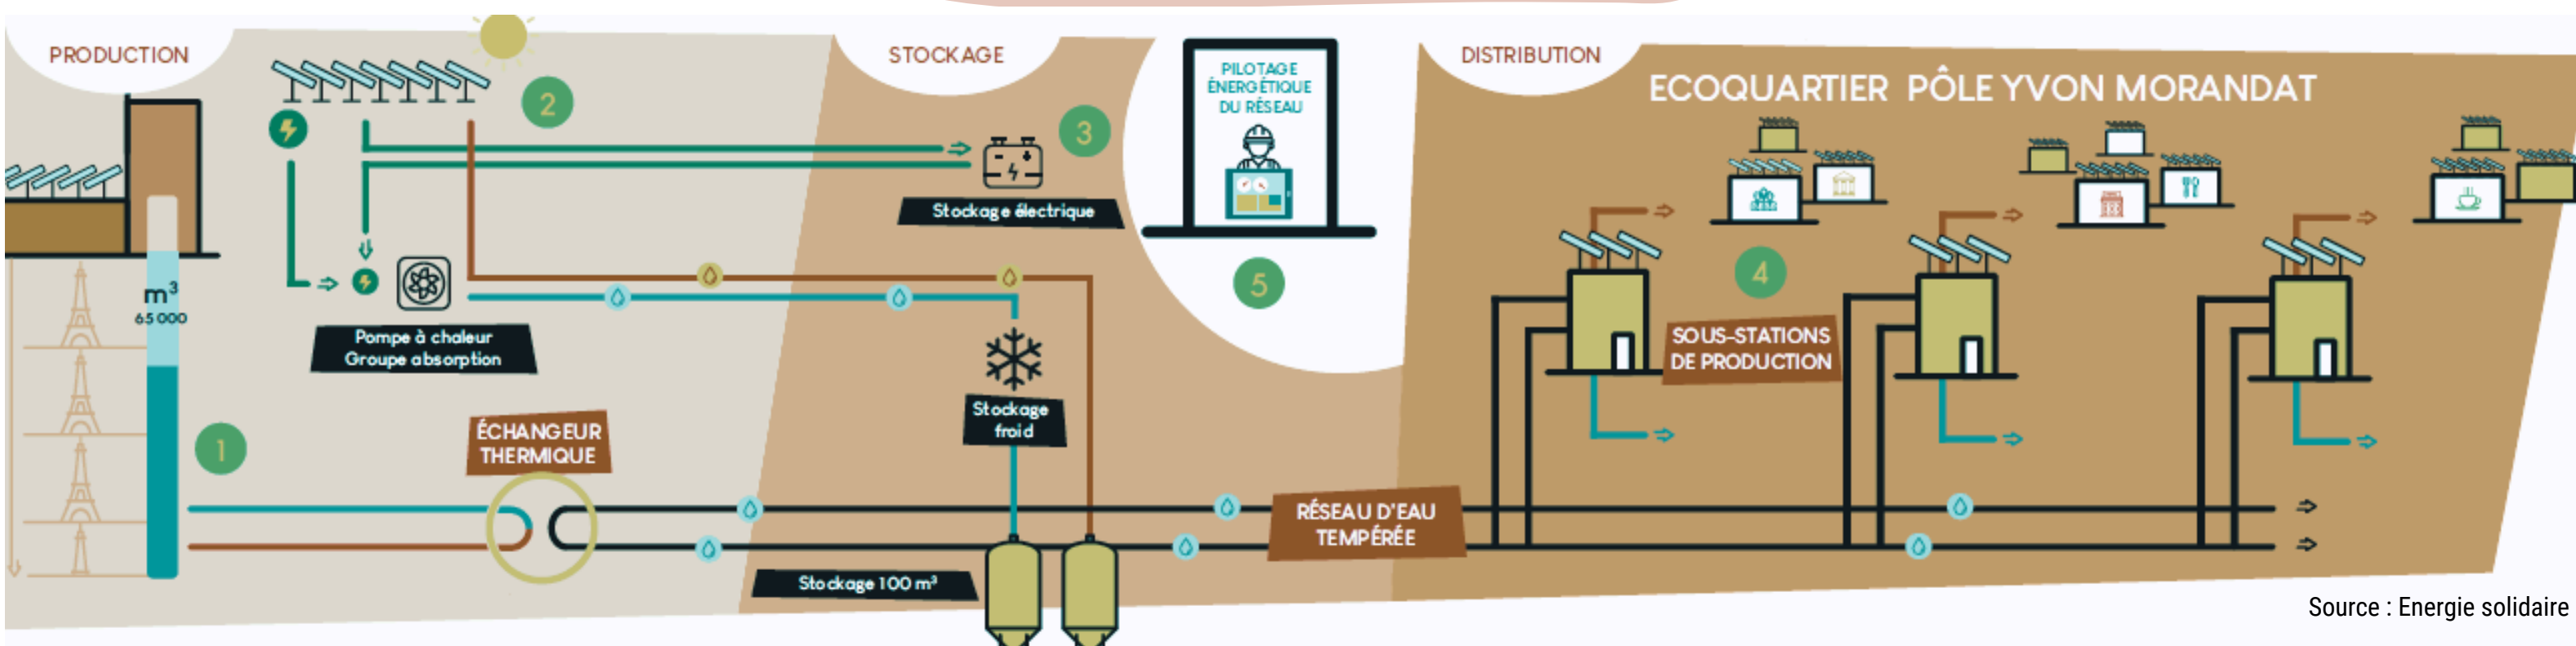 PRODUCTION
2
m³
65 000
Pompe à chaleur
Groupe absorption
1
ÉCHANGEUR
THERMIQUE
STOCKAGE
3
Stockage électrique
Stockage
froid
Stockage 100 m³
PILOTAGE
ÉNERGÉTIQUE
DU RÉSEAU
5
RÉSEAU D'EAU
TEMPÉRÉE
DISTRIBUTION
ECOQUARTIER PÔLE YVON MORANDAT
4
SOUS-STATIONS
DE PRODUCTION
Source : Energie solidaire